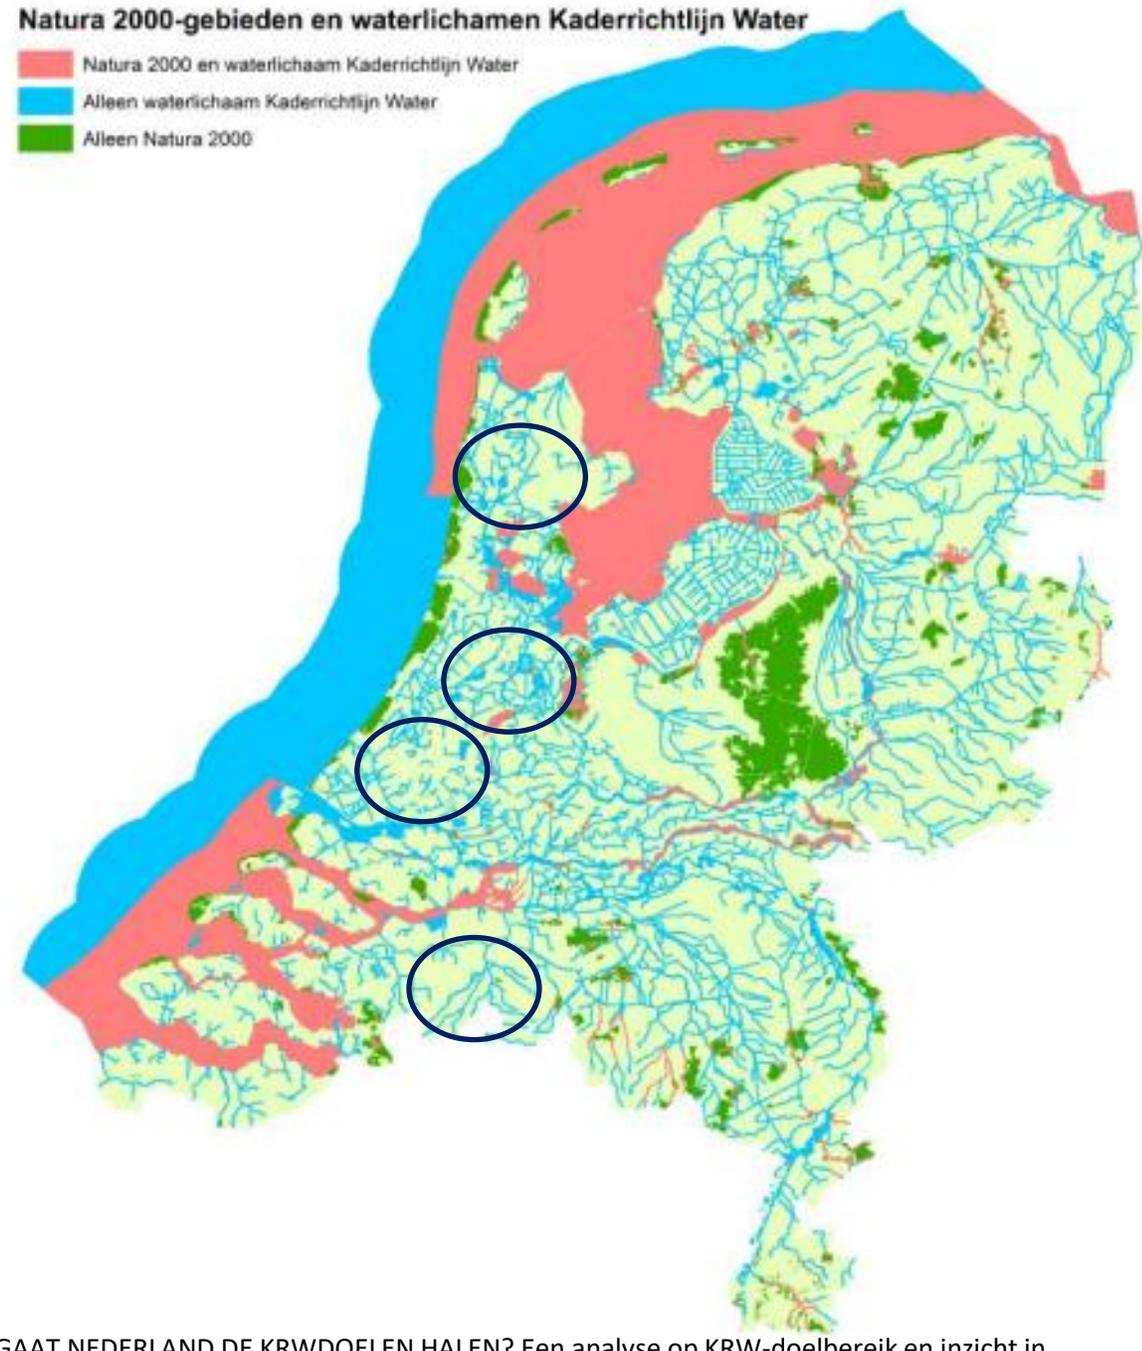 Natura 2000-gebieden en waterlichamen Kaderrichtlijn Water
Natura 2000 en waterlichaam Kaderrichtlijn Water
Alleen waterlichaam Kaderrichtlijn Water
Alleen Natura 2000
GAAT NEDERLAND DE KRWDOELEN HALEN? Een analyse op KRW-doelbereik en inzicht in